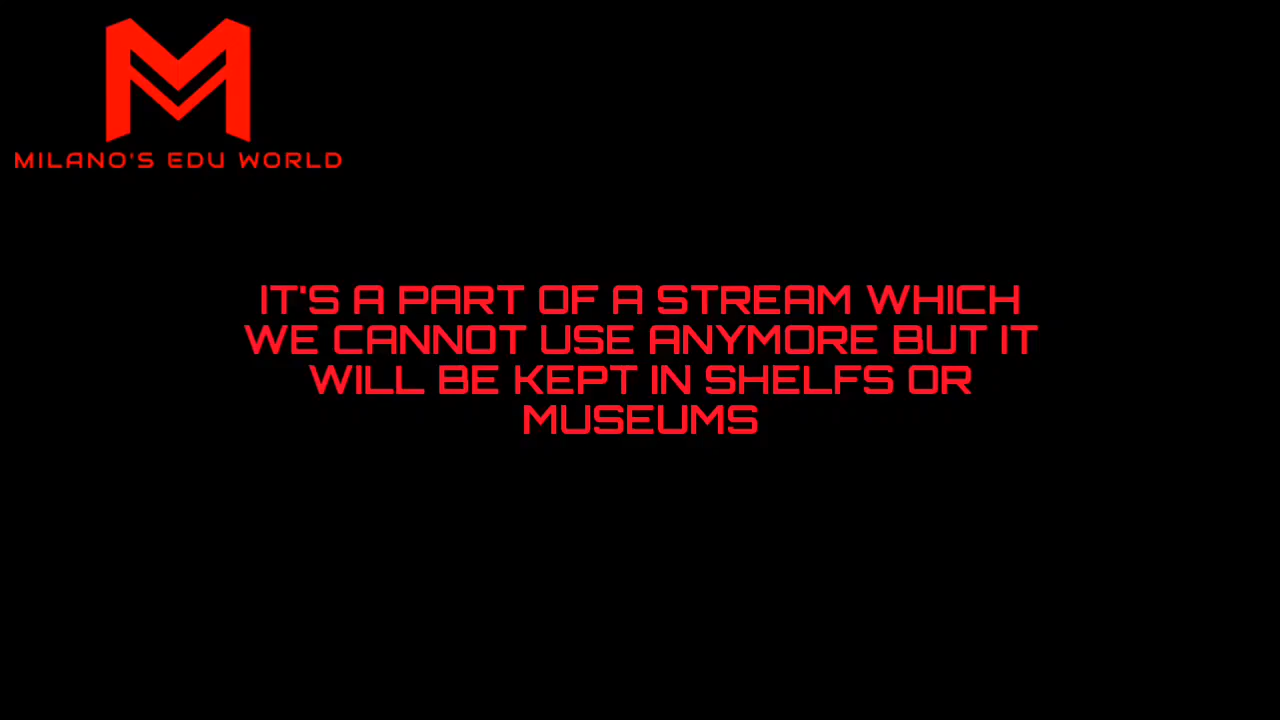 MILANO'S EDU WORLD
IT'S A PART OF A STREAM WHICH
WE CANNOT USE ANYMORE BUT IT
WILL BE KEPT IN SHELFS OR
MUSEUMS